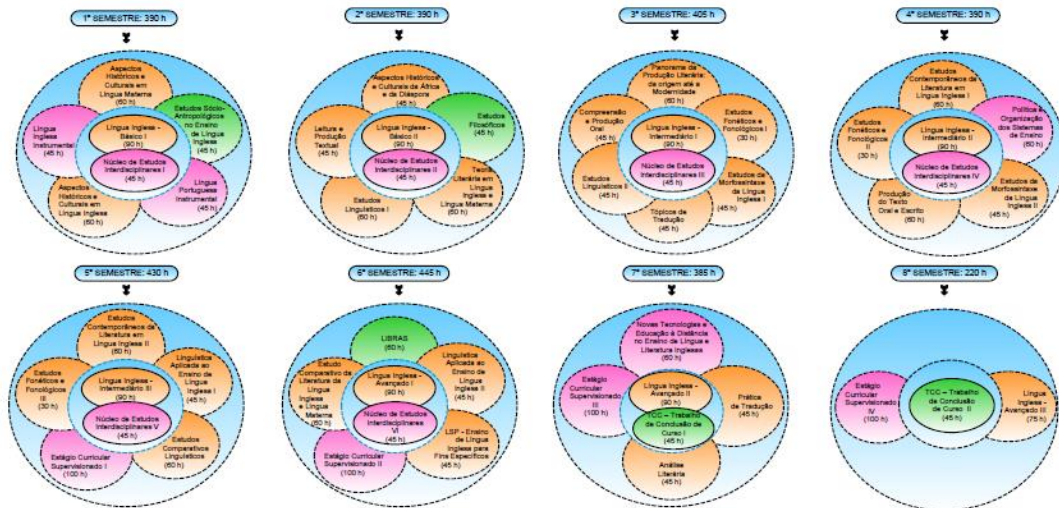 1º SEMESTRE: 390 h
Aspectos
Históricos e
Culturais em
Língua Materna
(60 h)
Estudos Sócio-
Antropológicos no
Ensino de
Língua Inglesa
(45 h)
Língua
Inglesa
Instrumental
(45 h)
Língua Inglesa -
Básico I
(90 h)
Núcleo de Estudos
Interdisciplinares I
(45 h)
Aspectos
Históricos e
Culturais em
Língua Inglesa
(60 h)
Língua
Portuguesa
Instrumental
(45 h)
2º SEMESTRE: 390 h
Aspectos Históricos
e Culturais da África
e da Diáspora
(45 h)
Estudos
Filosóficos
(45 h)
Leitura e
Produção
Textual
(45 h)
Língua Inglesa -
Básico II
(90 h)
Núcleo de Estudos
Interdisciplinares II
(45 h)
Estudos
Linguísticos I
(60 h)
Teoria
Literária em
Língua Inglesa e
Língua Materna
(60 h)
3º SEMESTRE: 405 h
Panorama da
Produção Literária: da
origem até a
Modernidade
(60 h)
Compreensão
e Produção
Oral
(45 h)
Estudos
Fonéticos e
Fonológicos I
(30 h)
Língua Inglesa -
Intermediário I
(90 h)
Núcleo de Estudos
Interdisciplinares III
(45 h)
Estudos
Linguísticos II
(45 h)
Estudos
da Morfossintaxe
da Língua
Inglesa I
(45 h)
Tópicos de
Tradução
(45 h)
4º SEMESTRE: 390 h
Estudos
Contemporâneos da
Literatura em Língua
Inglesa I
(60 h)
Estudos
Fonéticos e
Fonológicos
II
(30 h)
Política e
Organização
dos Sistemas
de Ensino
(60 h)
Língua Inglesa -
Intermediário II
(90 h)
Núcleo de Estudos
Interdisciplinares IV
(45 h)
Produção
do Texto
Oral e Escrito
(60 h)
Estudos da
Morfossintaxe
da Língua
Inglesa II
(45 h)
5º SEMESTRE: 430 h
Estudos
Contemporâneos da
Literatura em
Língua Inglesa II
(60 h)
Estudos
Fonéticos e
Fonológicos
III
(30 h)
Linguística
Aplicada ao
Ensino de
Língua
Inglesa I
(45 h)
Língua Inglesa -
Intermediário III
(90 h)
Núcleo de Estudos
Interdisciplinares V
(45 h)
Estágio Curricular
Supervisionado I
(100 h)
Estudos
Comparativos
Linguísticos
(60 h)
6º SEMESTRE: 445 h
LIBRAS
(60 h)
Estudo
Comparativo da
Literatura da
Língua
Inglesa
e Língua
Materna
(60 h)
Linguística
Aplicada ao
Ensino de
Língua
Inglesa II
(45 h)
Língua Inglesa -
Avançado I
(90 h)
Núcleo de Estudos
Interdisciplinares
VI
(45 h)
Estágio Curricular
Supervisionado II
(100 h)
LSP - Ensino
de Língua
Inglesa para
Fins Específicos
(45 h)
7º SEMESTRE: 385 h
Novas Tecnologias e
Educação à Distância
no Ensino de Língua e
Literatura Inglesas
(60 h)
Estágio
Curricular
Supervisionado
III
(100 h)
Língua Inglesa -
Avançado II
(90 h)
TCC – Trabalho
de Conclusão
de Curso I
(45 h)
Prática
de Tradução
(45 h)
Análise
Literária
(45 h)
8º SEMESTRE: 220 h
Estágio
Curricular
Supervisionado
IV
(100 h)
TCC – Trabalho de
Conclusão de
Curso II
(45 h)
Língua
Inglesa -
Avançado III
(75 h)